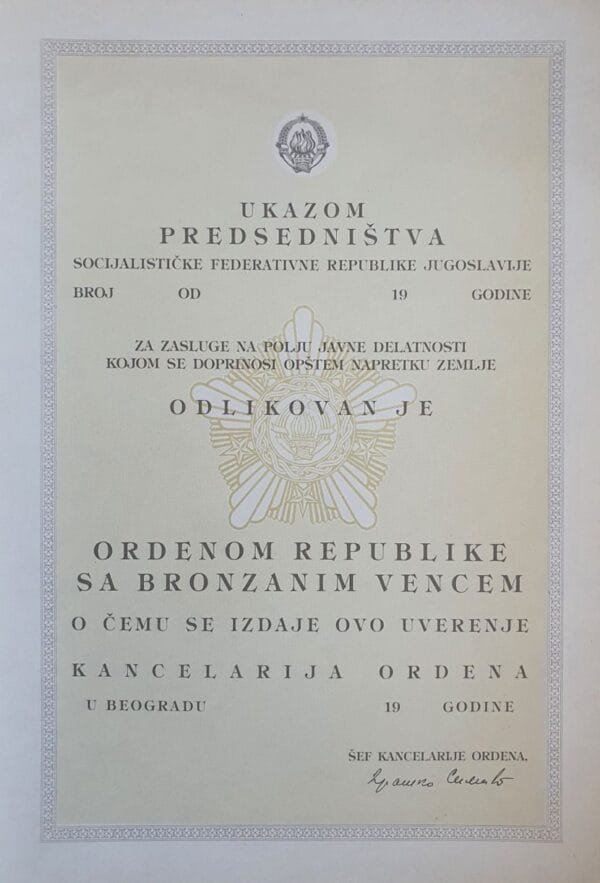 UKAZOM
PREDSEDNIŠTVA
SOCIJALISTIČKE FEDERATIVNE REPUBLIKE JUGOSLAVIJE
BROJ OD 19 GODINE
ZA ZASLUGE NA POLJU JAVNE DELATNOSTI
KOJOM SE DOPRINOSI OPŠTEM NAPRETKU ZEMLJE
ODLIKOVAN JE
ORDENOM REPUBLIKE
SA BRONZANIM VENCEM
O ČEMU SE IZDAJE OVO UVERENJE
KANCELARIJA ORDENA
U BEOGRADU 19 GODINE
ŠEF KANCELARIJE ORDENA,